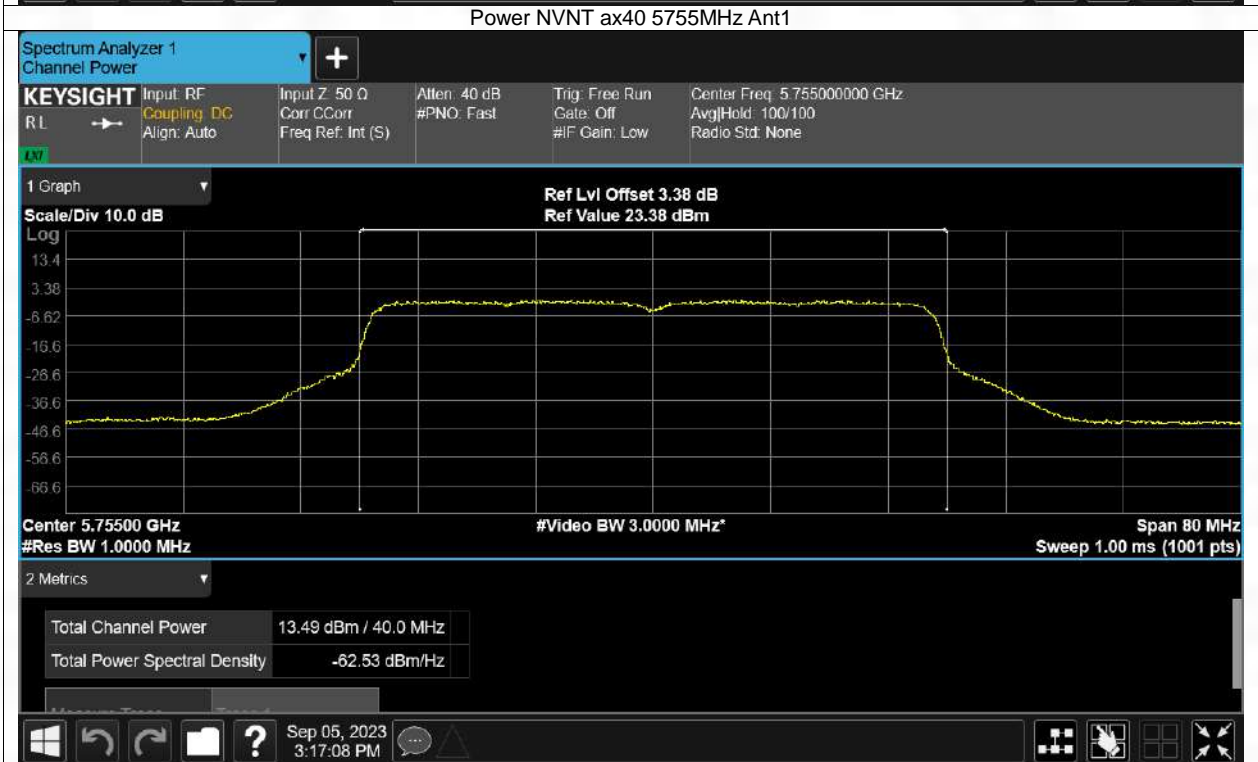 Power NVNT ax40 5755MHz Ant1
Spectrum Analyzer 1
Channel Power
KEYSIGHT
RL
LXI
Input: RF
Coupling: DC
Align: Auto
Input Z: 50 Ω
Corr CCorr
Freq Ref: Int (S)
Atten: 40 dB
#PNO: Fast
Trig: Free Run
Gate: Off
#IF Gain: Low
Center Freq: 5.755000000 GHz
Avg|Hold: 100/100
Radio Std: None
1 Graph
Scale/Div 10.0 dB
Ref Lvl Offset 3.38 dB
Ref Value 23.38 dBm
Log
13.4
3.38
-6.62
-16.6
-26.6
-36.6
-46.6
-56.6
-66.6
Center 5.75500 GHz
#Video BW 3.0000 MHz*
Span 80 MHz
#Res BW 1.0000 MHz
Sweep 1.00 ms (1001 pts)
2 Metrics
Total Channel Power 13.49 dBm / 40.0 MHz
Total Power Spectral Density -62.53 dBm/Hz
?
Sep 05, 2023
3:17:08 PM